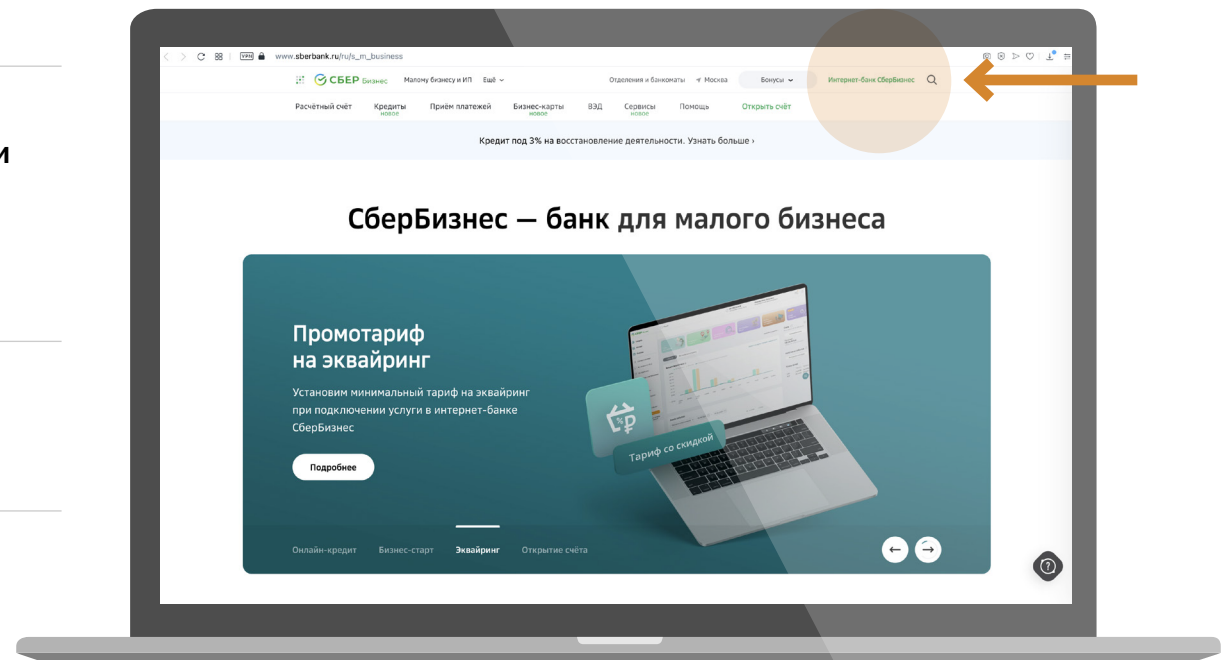 и
VPN
www.sberbank.ru/ru/s_m_business
СБЕР Бизнес Малому бизнесу и ИП Ещё Отделения и банкоматы Москва Бонусы Интернет-банк СберБизнес
Расчётный счёт Кредиты Приём платежей Бизнес-карты ВЭД Сервисы Помощь Открыть счёт
новое новое новое
Кредит под 3% на восстановление деятельности. Узнать больше ›
СберБизнес — банк для малого бизнеса
Промотариф
на эквайринг
Установим минимальный тариф на эквайринг
при подключении услуги в интернет-банке
СберБизнес
Подробнее
%₽
Тариф со скидкой
Онлайн-кредит Бизнес-старт Эквайринг Открытие счёта